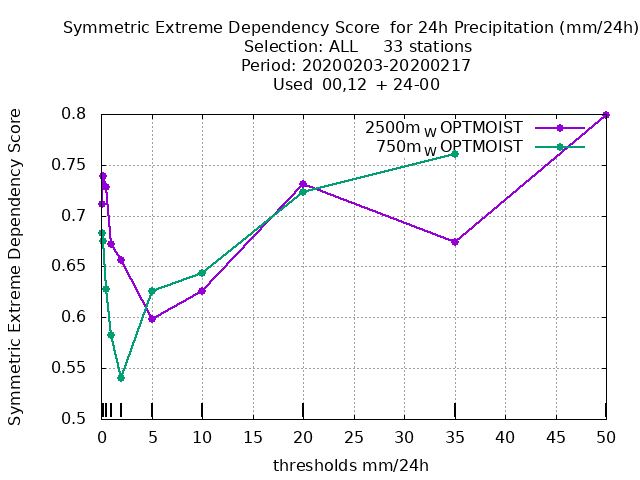 Symmetric Extreme Dependency Score  for 24h Precipitation (mm/24h)
Selection: ALL     33 stations
Period: 20200203-20200217
Used  00,12  + 24-00
Symmetric Extreme Dependency Score
0.8
0.75
0.7
0.65
0.6
0.55
0.5
2500m WOPTMOIST
750m WOPTMOIST
0 5 10 15 20 25 30 35 40 45 50
thresholds mm/24h